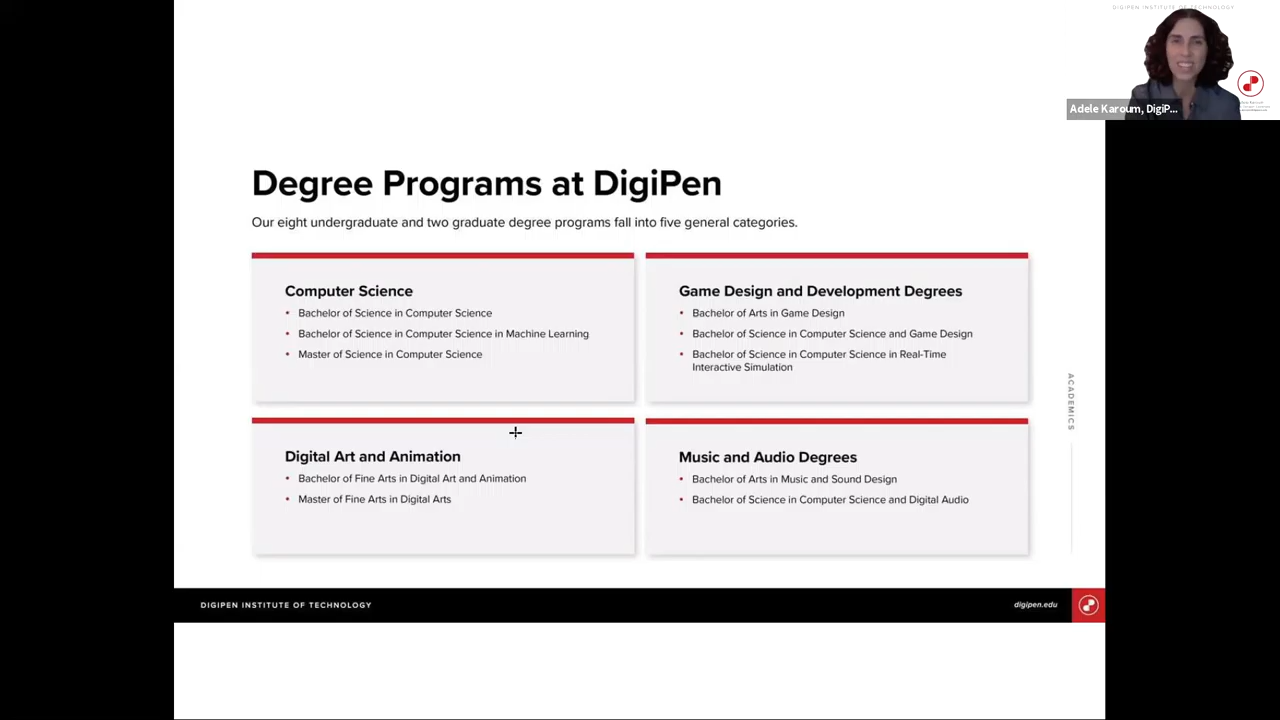 DIGIPEN INSTITUTE OF TECHNOLOGY
Adele Karoum, DigiP...
Degree Programs at DigiPen
Our eight undergraduate and two graduate degree programs fall into five general categories.
Computer Science
• Bachelor of Science in Computer Science
• Bachelor of Science in Computer Science in Machine Learning
• Master of Science in Computer Science
Game Design and Development Degrees
• Bachelor of Arts in Game Design
• Bachelor of Science in Computer Science and Game Design
• Bachelor of Science in Computer Science in Real-Time
Interactive Simulation
Digital Art and Animation
• Bachelor of Fine Arts in Digital Art and Animation
• Master of Fine Arts in Digital Arts
Music and Audio Degrees
• Bachelor of Arts in Music and Sound Design
• Bachelor of Science in Computer Science and Digital Audio
ACADEMICS
DIGIPEN INSTITUTE OF TECHNOLOGY
digipen.edu